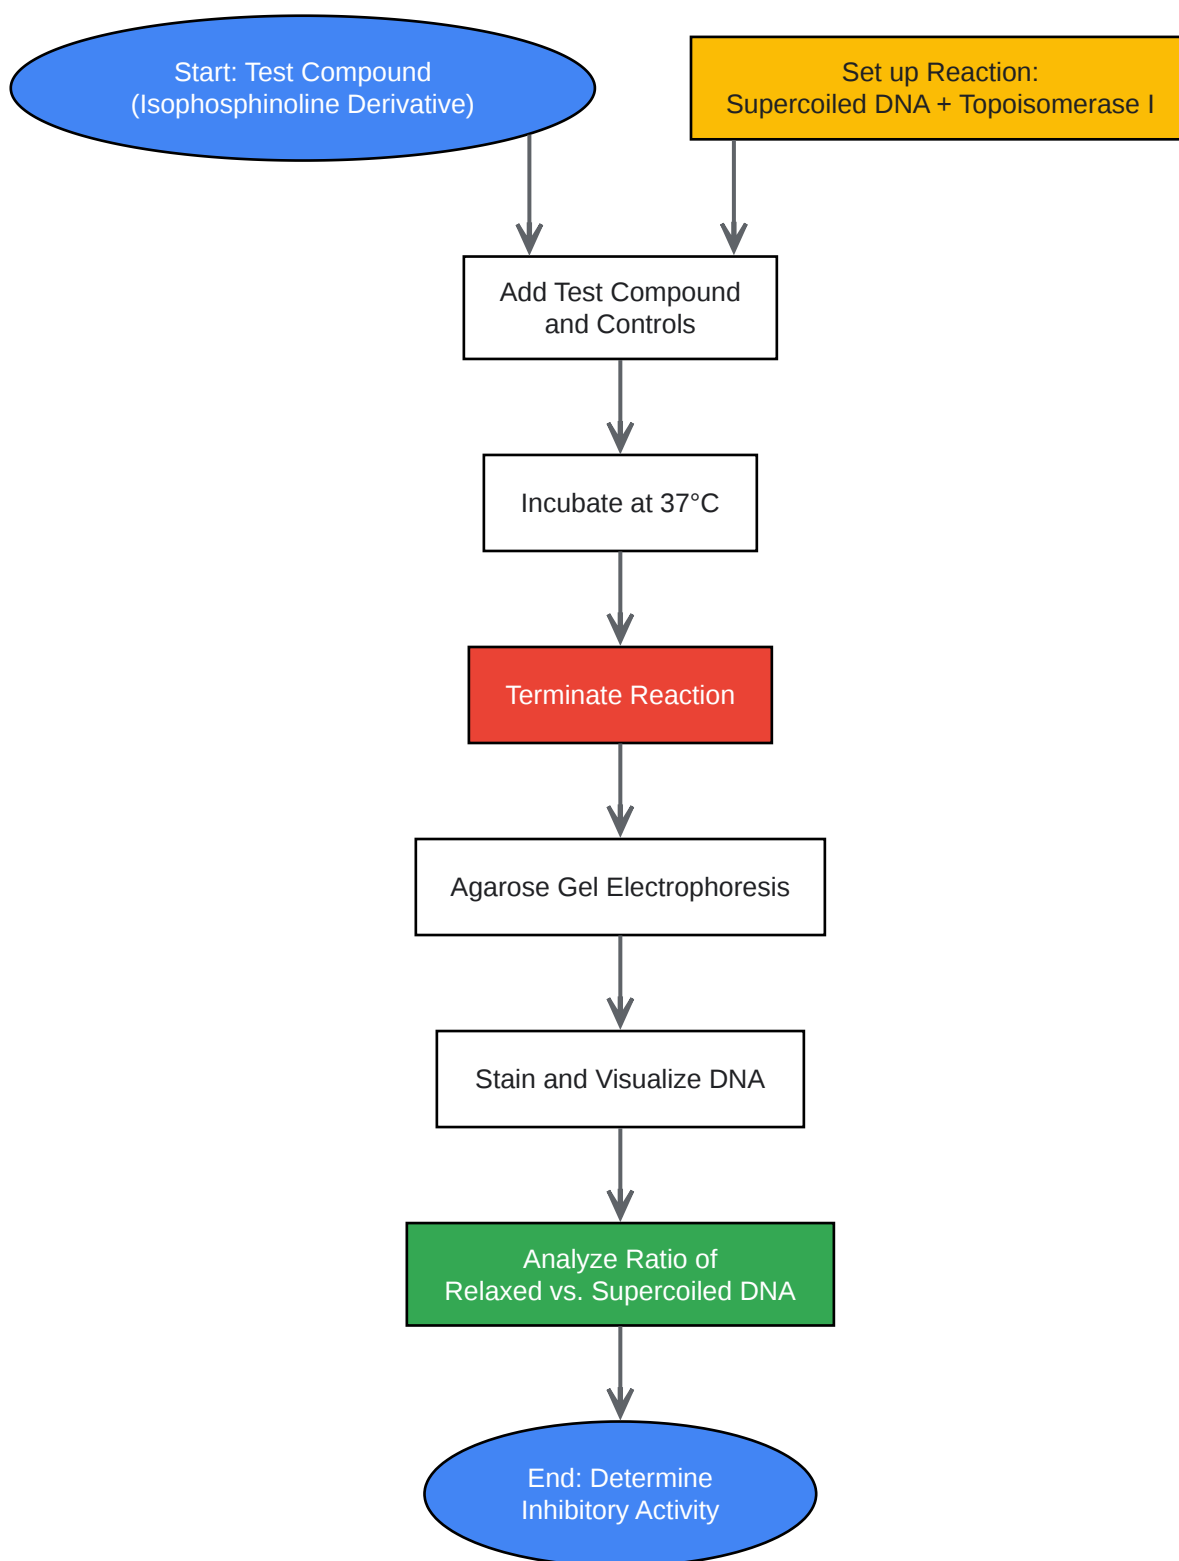 Start: Test Compound
(Isophosphinoline Derivative)
Set up Reaction:
Supercoiled DNA + Topoisomerase I
Add Test Compound
and Controls
Incubate at 37°C
Terminate Reaction
Agarose Gel Electrophoresis
Stain and Visualize DNA
Analyze Ratio of
Relaxed vs. Supercoiled DNA
End: Determine
Inhibitory Activity